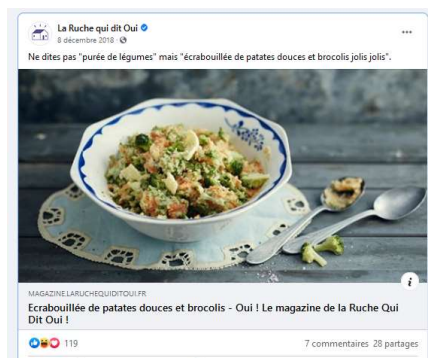 La Ruche qui dit Oui
8 décembre 2018 ·
Ne dites pas "purée de légumes" mais "écrabouillée de patates douces et brocolis jolis jolis".
i
MAGAZINE.LARUCHEQUIDITOUI.FR
Ecrabouillée de patates douces et brocolis - Oui ! Le magazine de la Ruche Qui
Dit Oui !
119
7 commentaires 28 partages